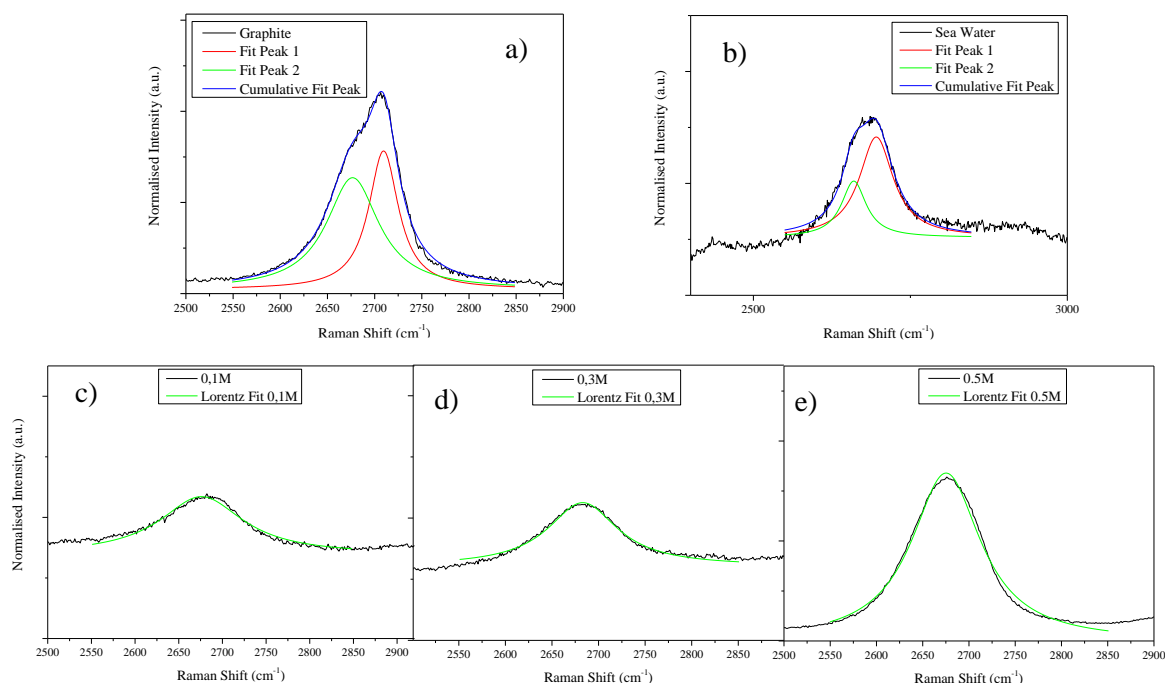 Graphite
Fit Peak 1
Fit Peak 2
Cumulative Fit Peak
a)
Normalised Intensity (a.u.)
2500 2550 2600 2650 2700 2750 2800 2850 2900
Raman Shift (cm⁻¹)
Sea Water
Fit Peak 1
Fit Peak 2
Cumulative Fit Peak
b)
Normalised Intensity (a.u.)
2500 3000
Raman Shift (cm⁻¹)
c)
0,1M
Lorentz Fit 0,1M
Normalised Intensity (a.u.)
2500 2550 2600 2650 2700 2750 2800 2850 2900
Raman Shift (cm⁻¹)
d)
0,3M
Lorentz Fit 0,3M
2550 2600 2650 2700 2750 2800 2850
Raman Shift (cm⁻¹)
e)
0.5M
Lorentz Fit 0.5M
2500 2550 2600 2650 2700 2750 2800 2850 2900
Raman Shift (cm⁻¹)